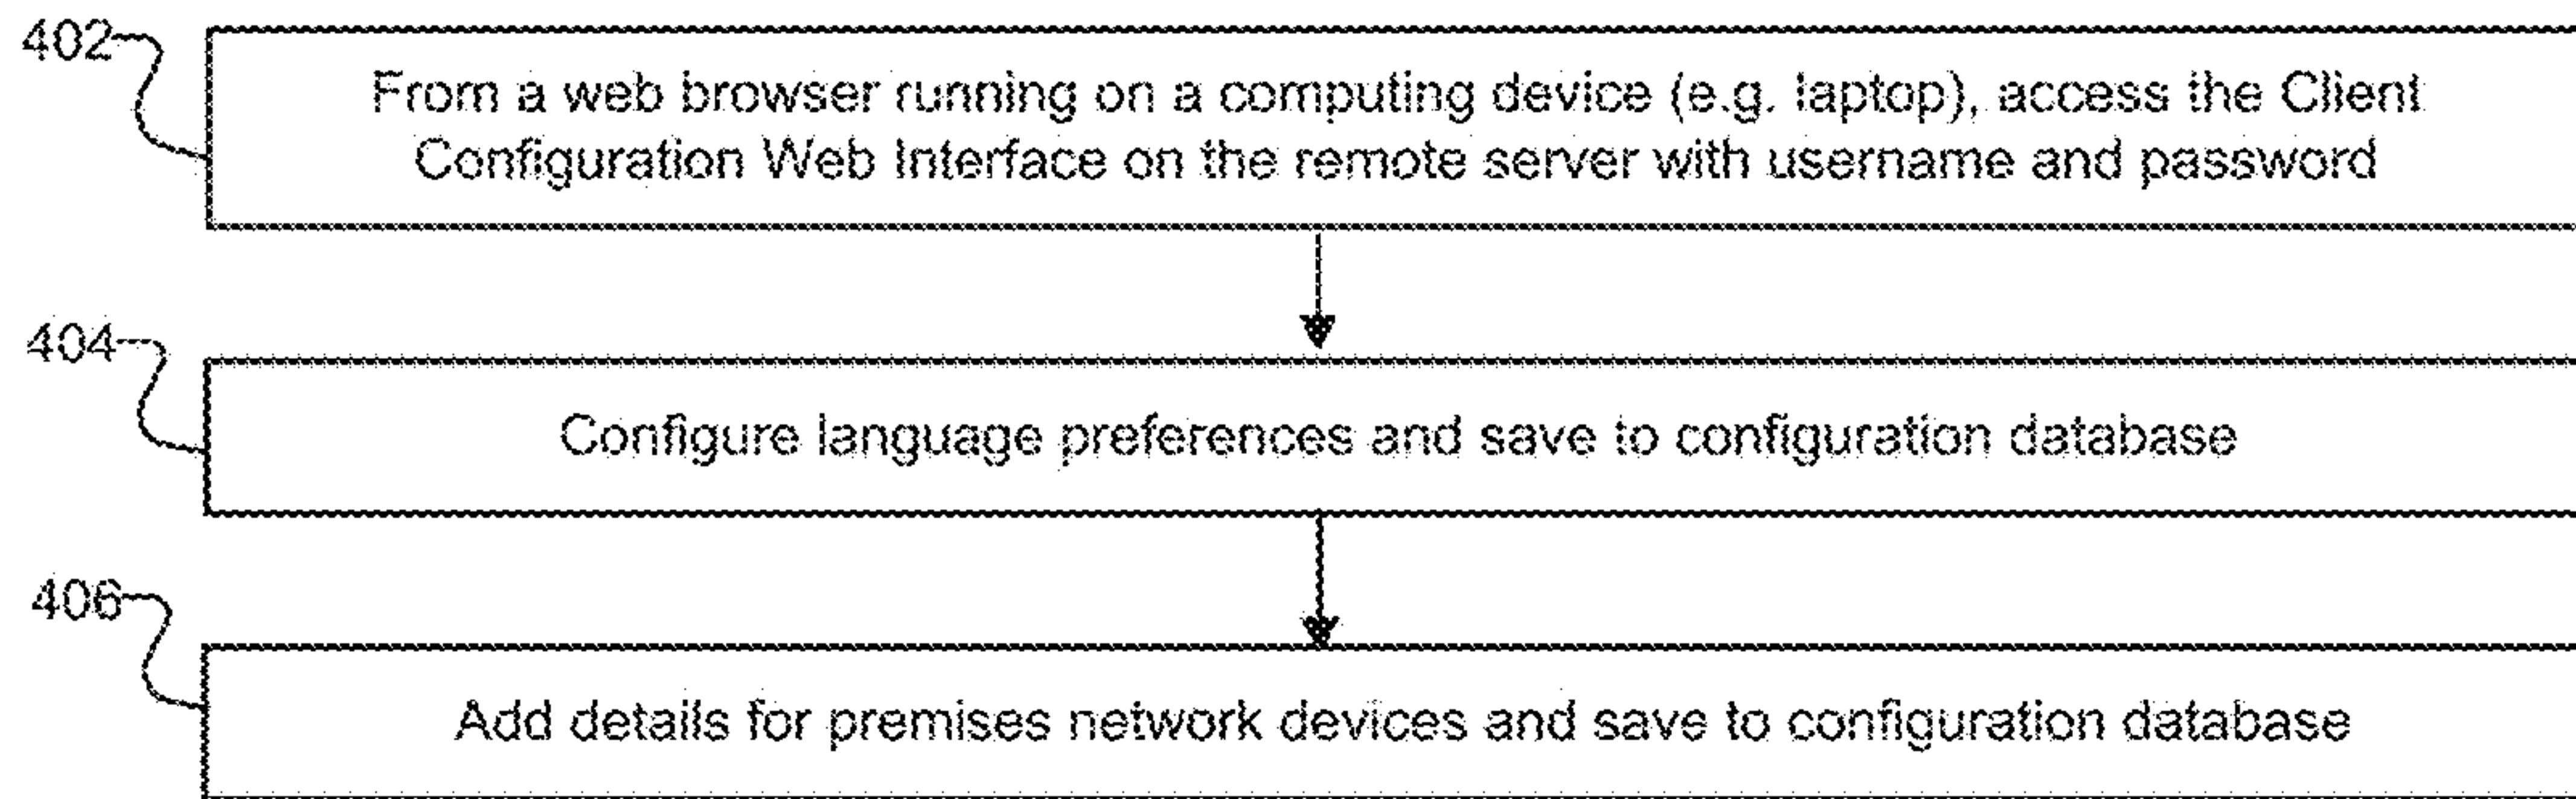 402
From a web browser running on a computing device (e.g. laptop), access the Client
Configuration Web Interface on the remote server with username and password
404
Configure language preferences and save to configuration database
406
Add details for premises network devices and save to configuration database